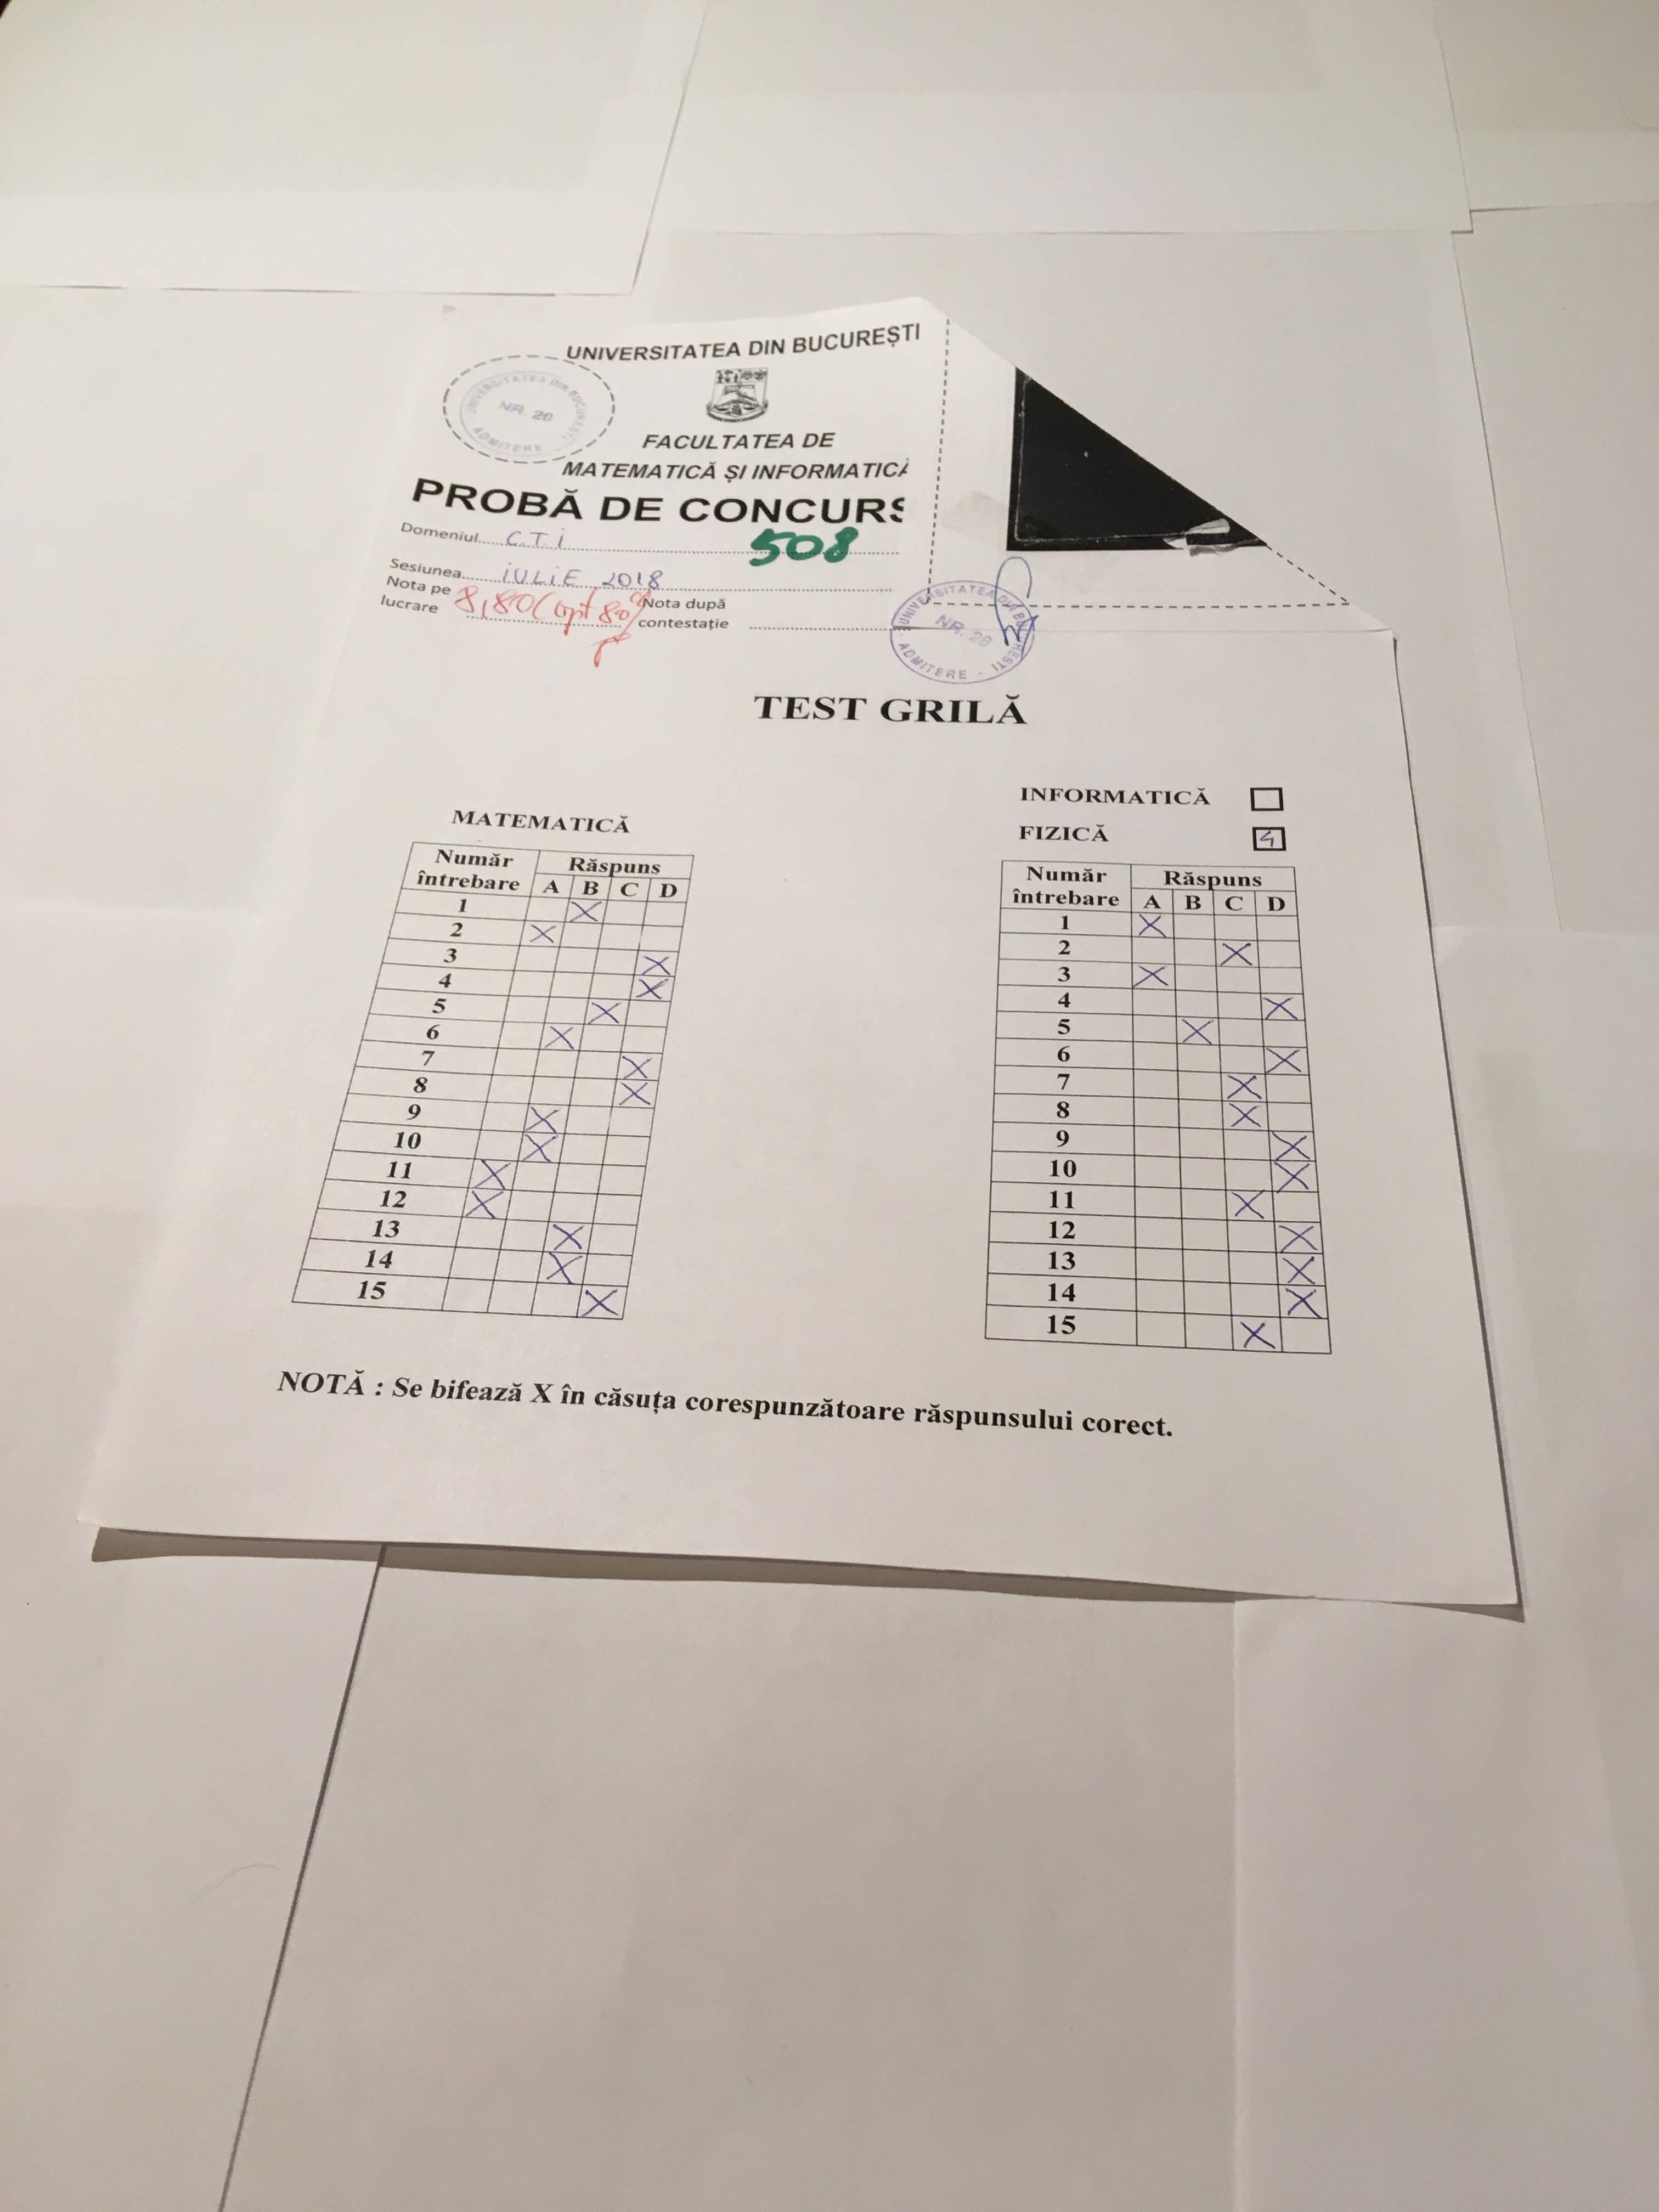 UNIVERSITATEA DIN BUCUREȘTI
UNIVERSITATEA DIN BUCUREȘTI
NR. 20
ADMITERE
FACULTATEA DE
MATEMATICĂ ȘI INFORMATICĂ
PROBĂ DE CONCURS
Domeniul C.T.i 508
Sesiunea iULiE 2018
Nota pe lucrare 8,80 (opt 80%
Nota după contestație
UNIVERSITATEA DIN BUCUREȘTI
NR. 20
ADMITERE
TEST GRILĂ
MATEMATICĂ
Număr întrebare Răspuns
A B C D
1 X
2 X
3 X
4 X
5 X
6 X
7 X
8 X
9 X
10 X
11 X
12 X
13 X
14 X
15 X
INFORMATICĂ
FIZICĂ 4
Număr întrebare Răspuns
A B C D
1 X
2 X
3 X
4 X
5 X
6 X
7 X
8 X
9 X
10 X
11 X
12 X
13 X
14 X
15 X
NOTĂ : Se bifează X în căsuța corespunzătoare răspunsului corect.